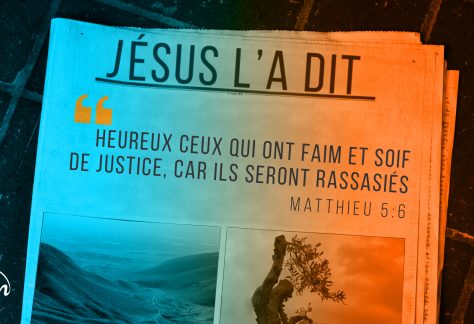 JÉSUS L'A DIT
“
HEUREUX CEUX QUI ONT FAIM ET SOIF
DE JUSTICE, CAR ILS SERONT RASSASIÉS
MATTHIEU 5:6